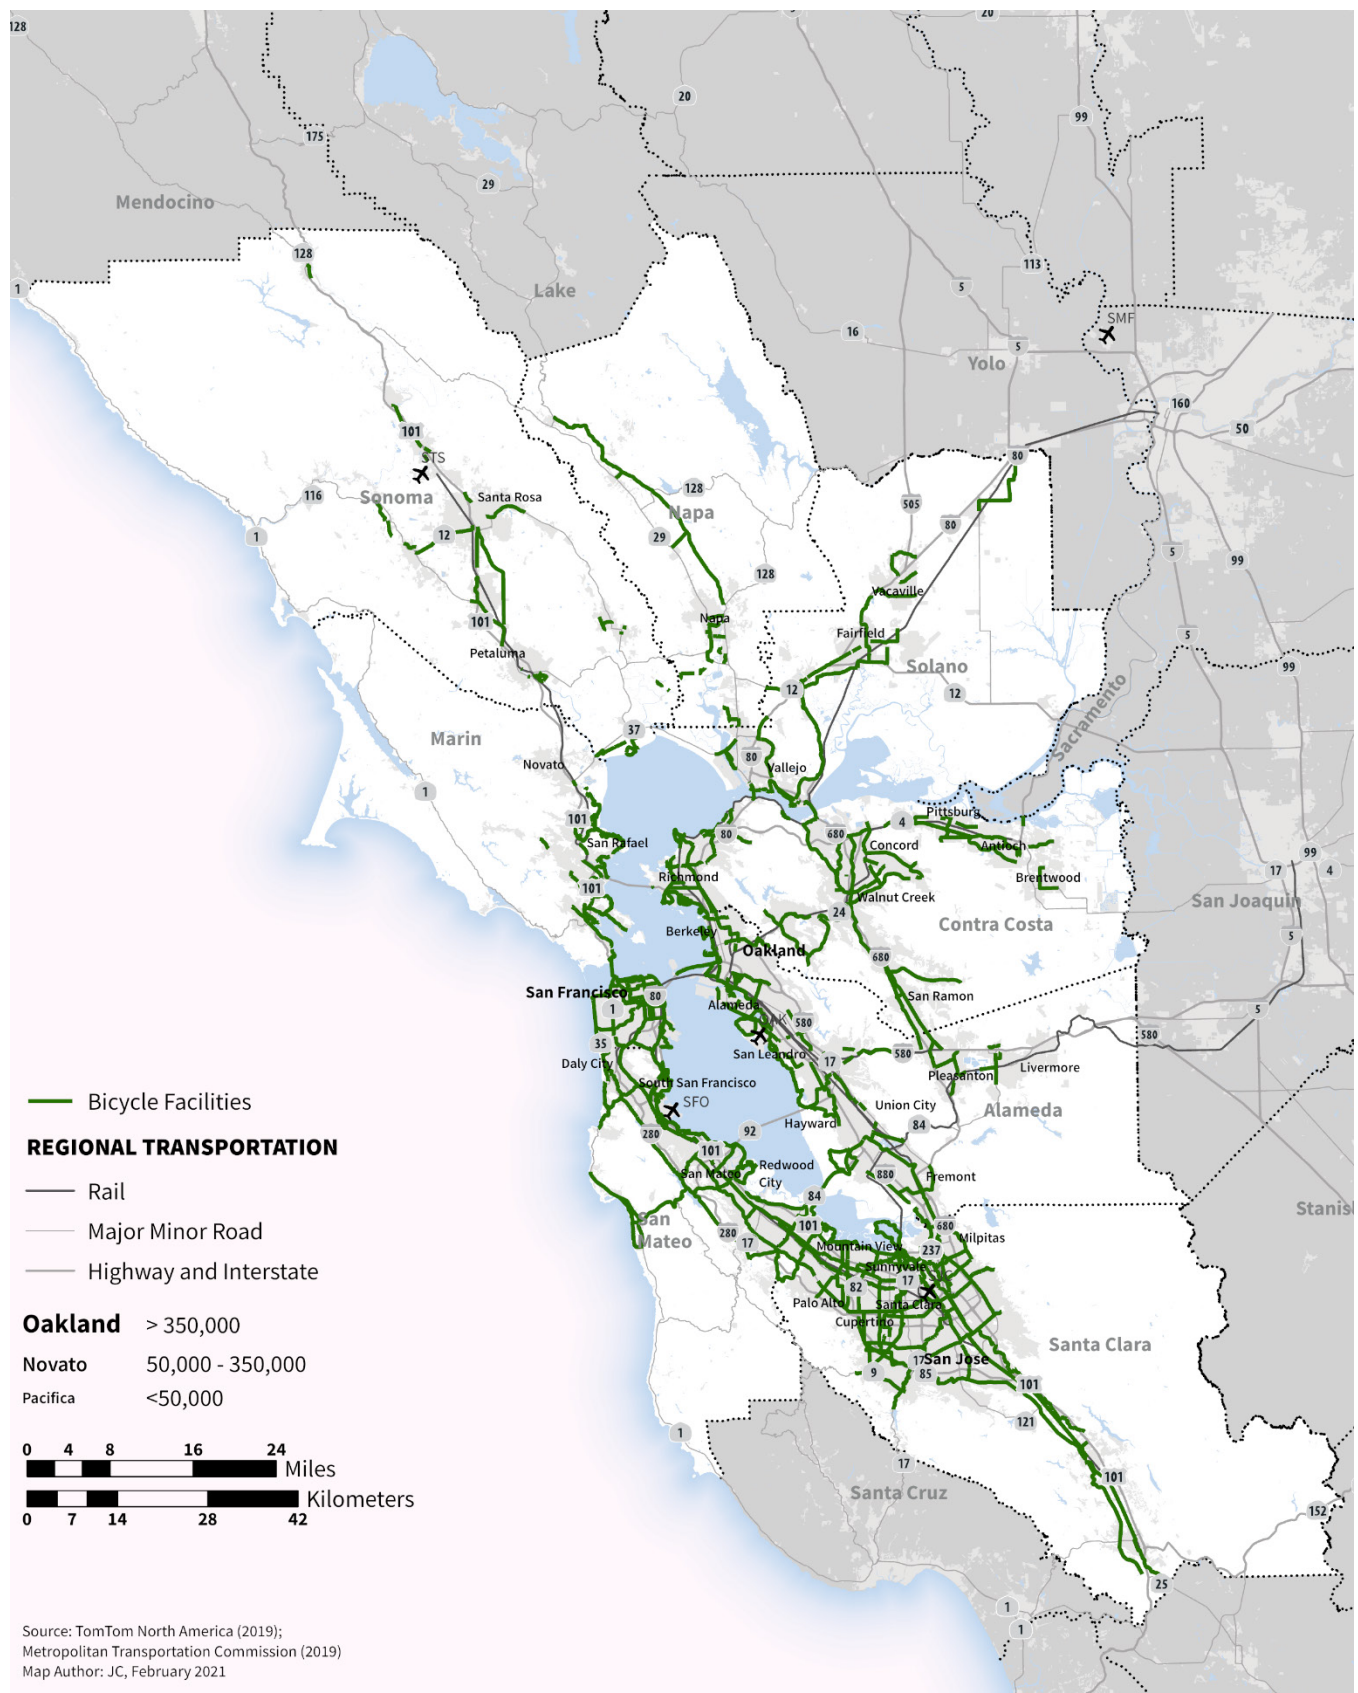 128
20
20
99
175
29
Mendocino
113
128
1
Lake
5
SMF
16
5
Yolo
160
50
101
80
STS
116
Sonoma
Santa Rosa
128
Napa
505
80
1
12
29
5
99
128
Vacaville
101
Napa
Fairfield
5
Petaluma
Solano
99
12
12
Sacramento
Marin
37
Novato
80
Vallejo
1
101
San Rafael
80
680
4
Pittsburg
Concord
Antioch
99
17
4
101
Richmond
Brentwood
Walnut Creek
San Joaquin
24
Contra Costa
Berkeley
Oakland
5
680
San Francisco
80
San Ramon
1
Alameda
580
5
580
35
San Leandro
580
Daly City
17
Pleasanton
Livermore
South San Francisco
SFO
Union City
Alameda
280
92
Hayward
84
101
Redwood
City
San Mateo
880
Fremont
84
San
Mateo
280
17
101
680
Milpitas
Mountain View
237
Sunnyvale
17
82
Palo Alto
Santa Clara
Cupertino
Santa Clara
17
San Jose
9
85
101
121
1
17
101
Santa Cruz
152
25
1
1
Stanis
Bicycle Facilities
REGIONAL TRANSPORTATION
Rail
Major Minor Road
Highway and Interstate
Oakland > 350,000
Novato 50,000 - 350,000
Pacifica <50,000
0 4 8 16 24
Miles
Kilometers
0 7 14 28 42
Source: TomTom North America (2019);
Metropolitan Transportation Commission (2019)
Map Author: JC, February 2021